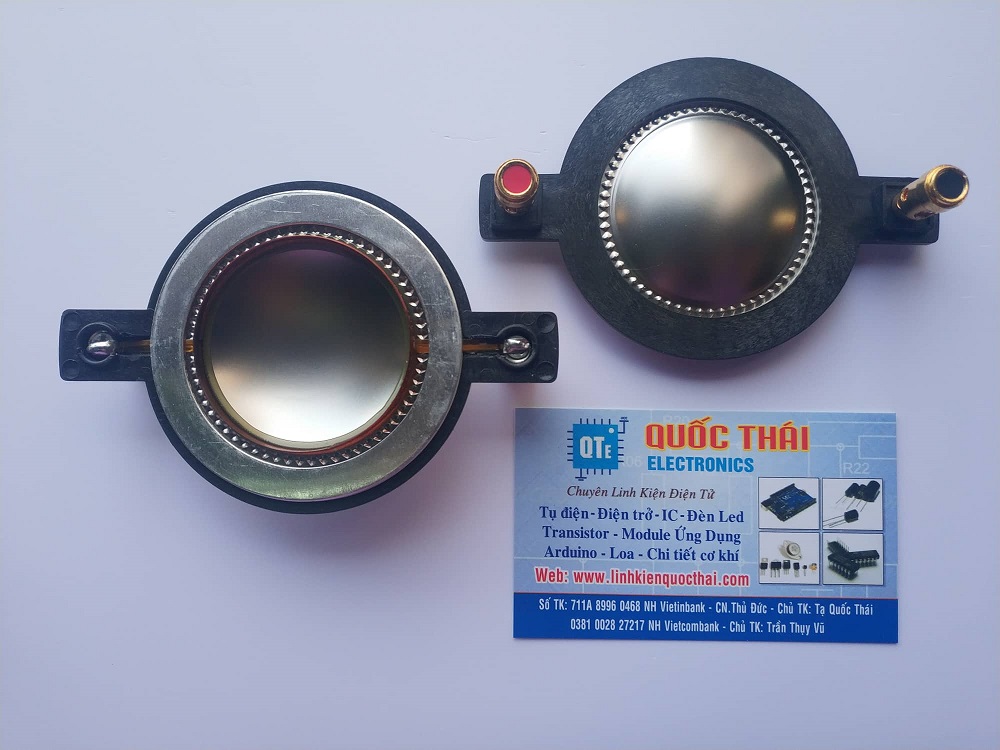 QTE
QUỐC THÁI
ELECTRONICS
R22
Chuyên Linh Kiện Điện Tử
Tụ điện - Điện trở - IC - Đèn Led
Transistor - Module Ứng Dụng
Arduino - Loa - Chi tiết cơ khí
Web: www.linhkienquocthai.com
Số TK: 711A 8996 0468 NH Vietinbank - CN.Thủ Đức - Chủ TK: Tạ Quốc Thái
0381 0028 27217 NH Vietcombank - Chủ TK: Trần Thụy Vũ